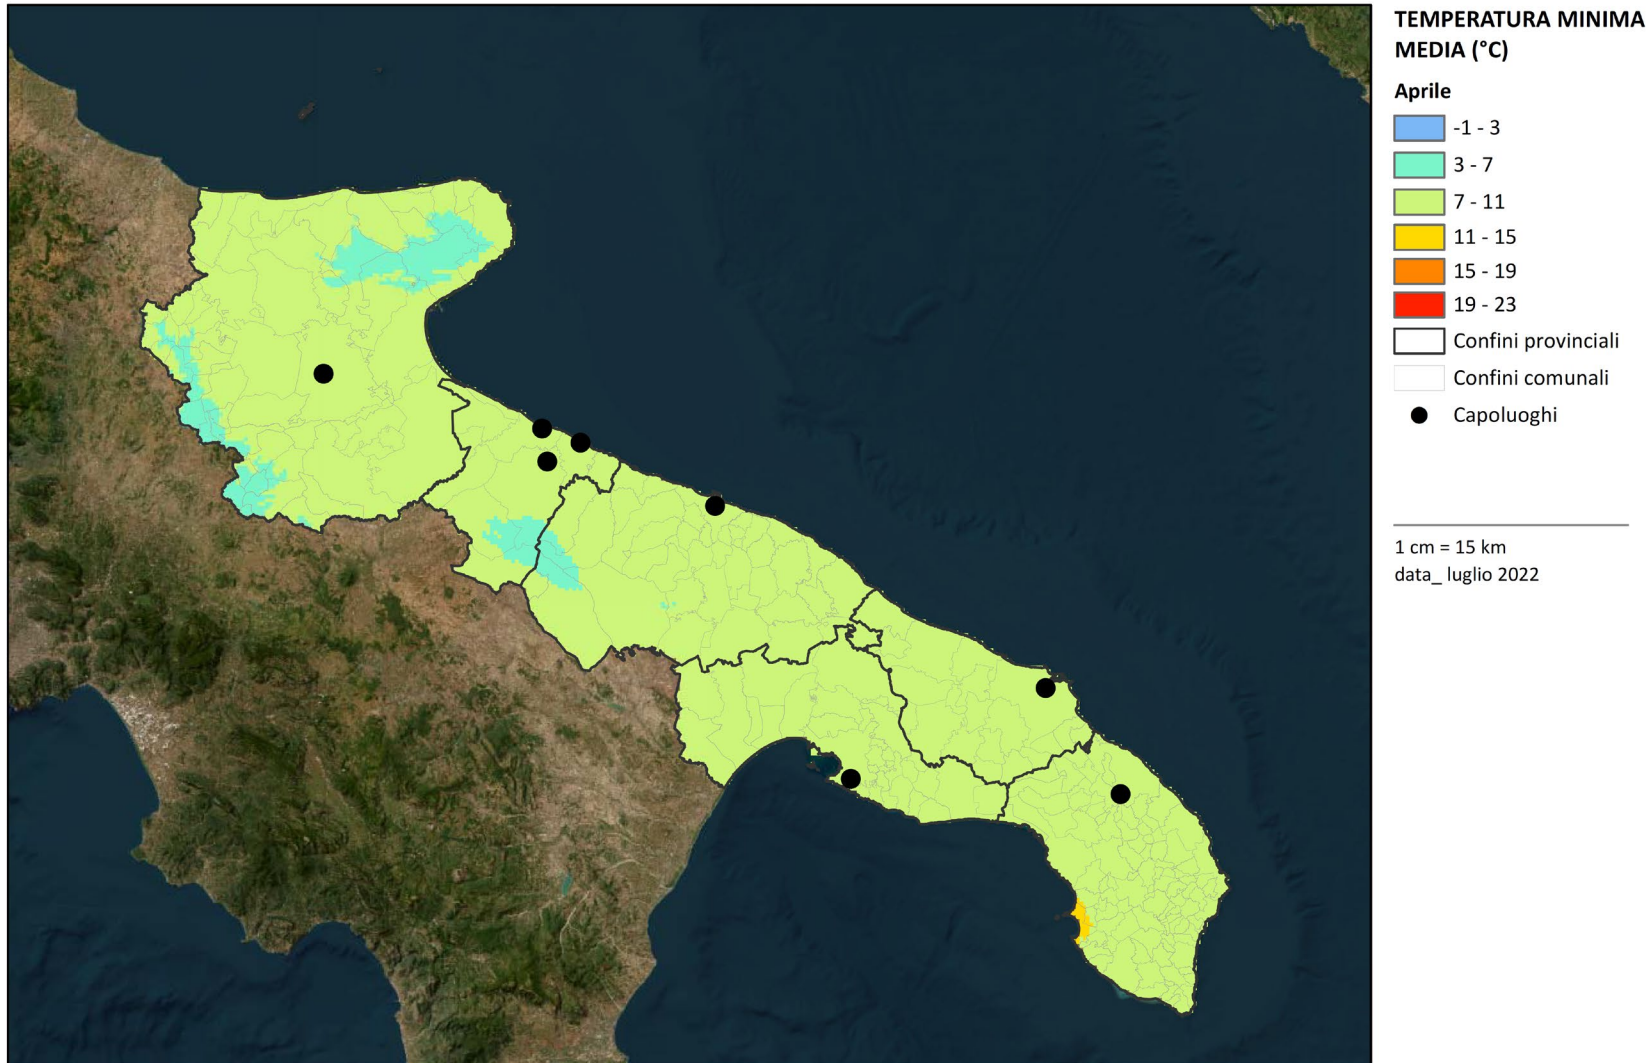 TEMPERATURA MINIMA
MEDIA (°C)
Aprile
-1 - 3
3 - 7
7 - 11
11 - 15
15 - 19
19 - 23
Confini provinciali
Confini comunali
Capoluoghi
1 cm = 15 km
data_ luglio 2022